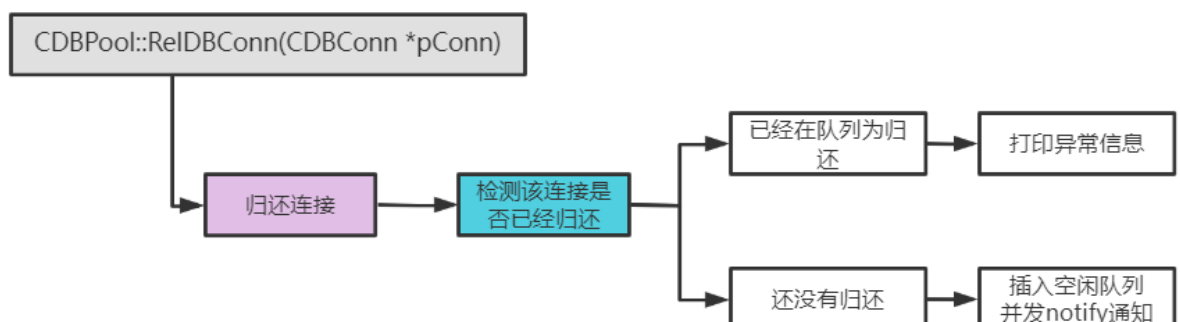 CDBPool::RelDBConn(CDBConn *pConn)
已经在队列为归
还
打印异常信息
归还连接
检测该连接是
否已经归还
还没有归还
插入空闲队列
并发notify通知